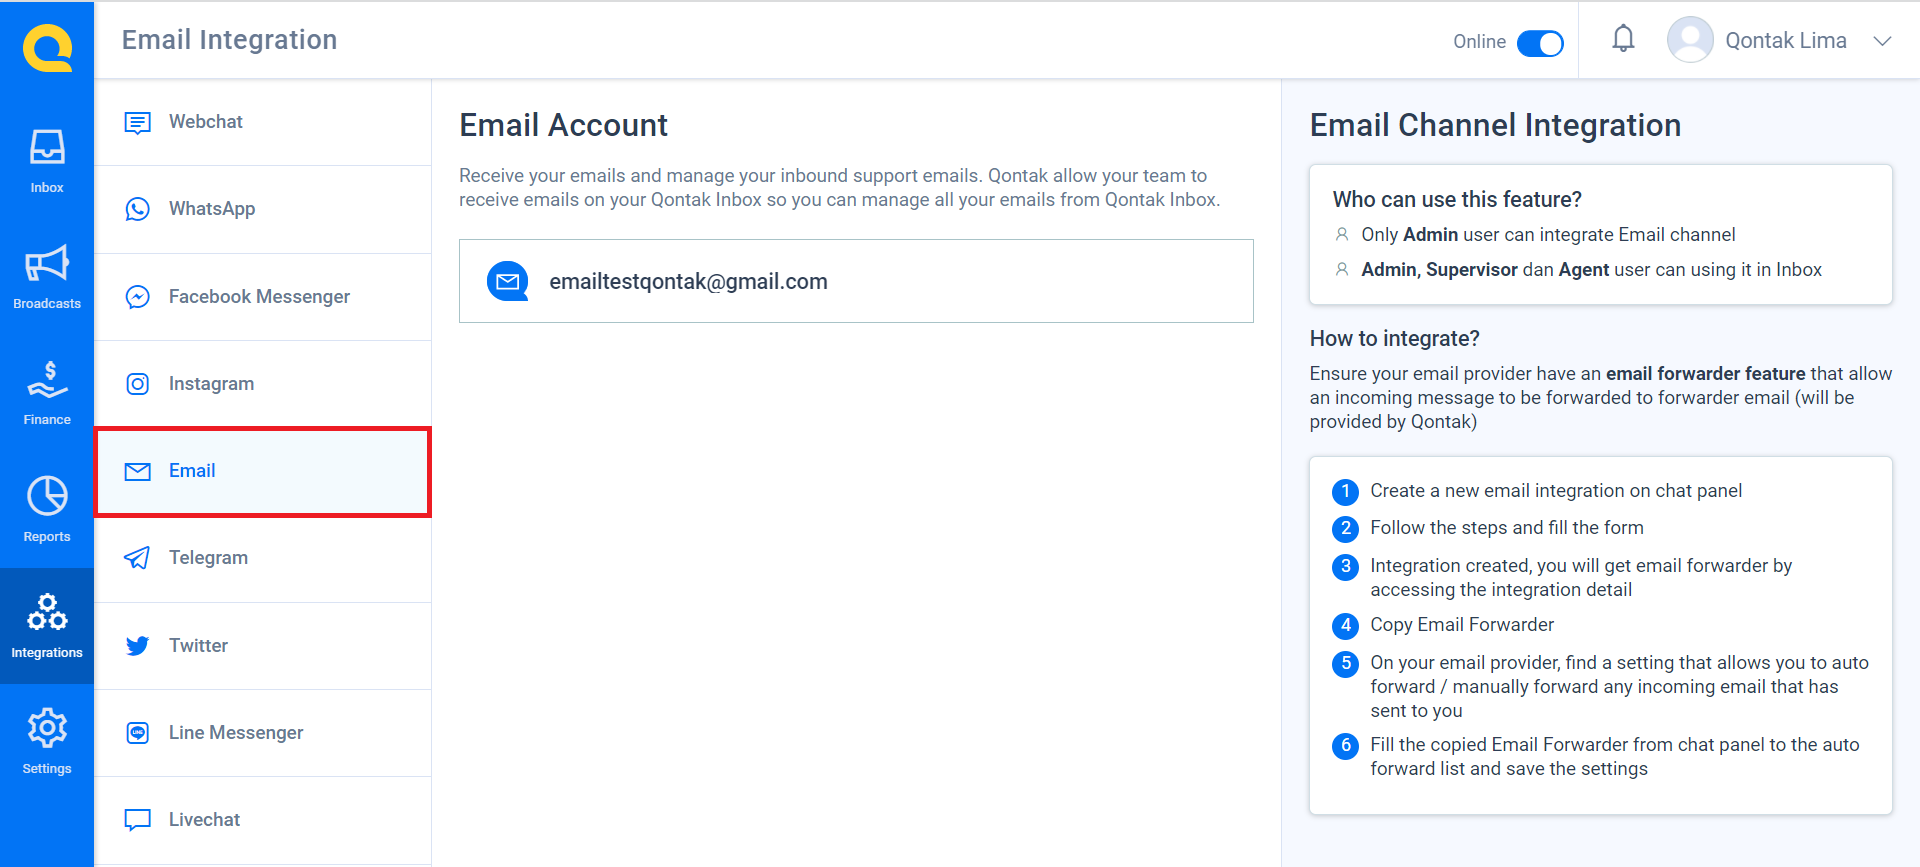 Email Integration
Online
Qontak Lima
Inbox
Broadcasts
Finance
Reports
Integrations
Settings
Webchat
WhatsApp
Facebook Messenger
Instagram
Email
Telegram
Twitter
Line Messenger
Livechat
Email Account
Receive your emails and manage your inbound support emails. Qontak allow your team to
receive emails on your Qontak Inbox so you can manage all your emails from Qontak Inbox.
emailtestqontak@gmail.com
Email Channel Integration
Who can use this feature?
Only Admin user can integrate Email channel
Admin, Supervisor dan Agent user can using it in Inbox
How to integrate?
Ensure your email provider have an email forwarder feature that allow
an incoming message to be forwarded to forwarder email (will be
provided by Qontak)
1 Create a new email integration on chat panel
2 Follow the steps and fill the form
3 Integration created, you will get email forwarder by
accessing the integration detail
4 Copy Email Forwarder
5 On your email provider, find a setting that allows you to auto
forward / manually forward any incoming email that has
sent to you
6 Fill the copied Email Forwarder from chat panel to the auto
forward list and save the settings